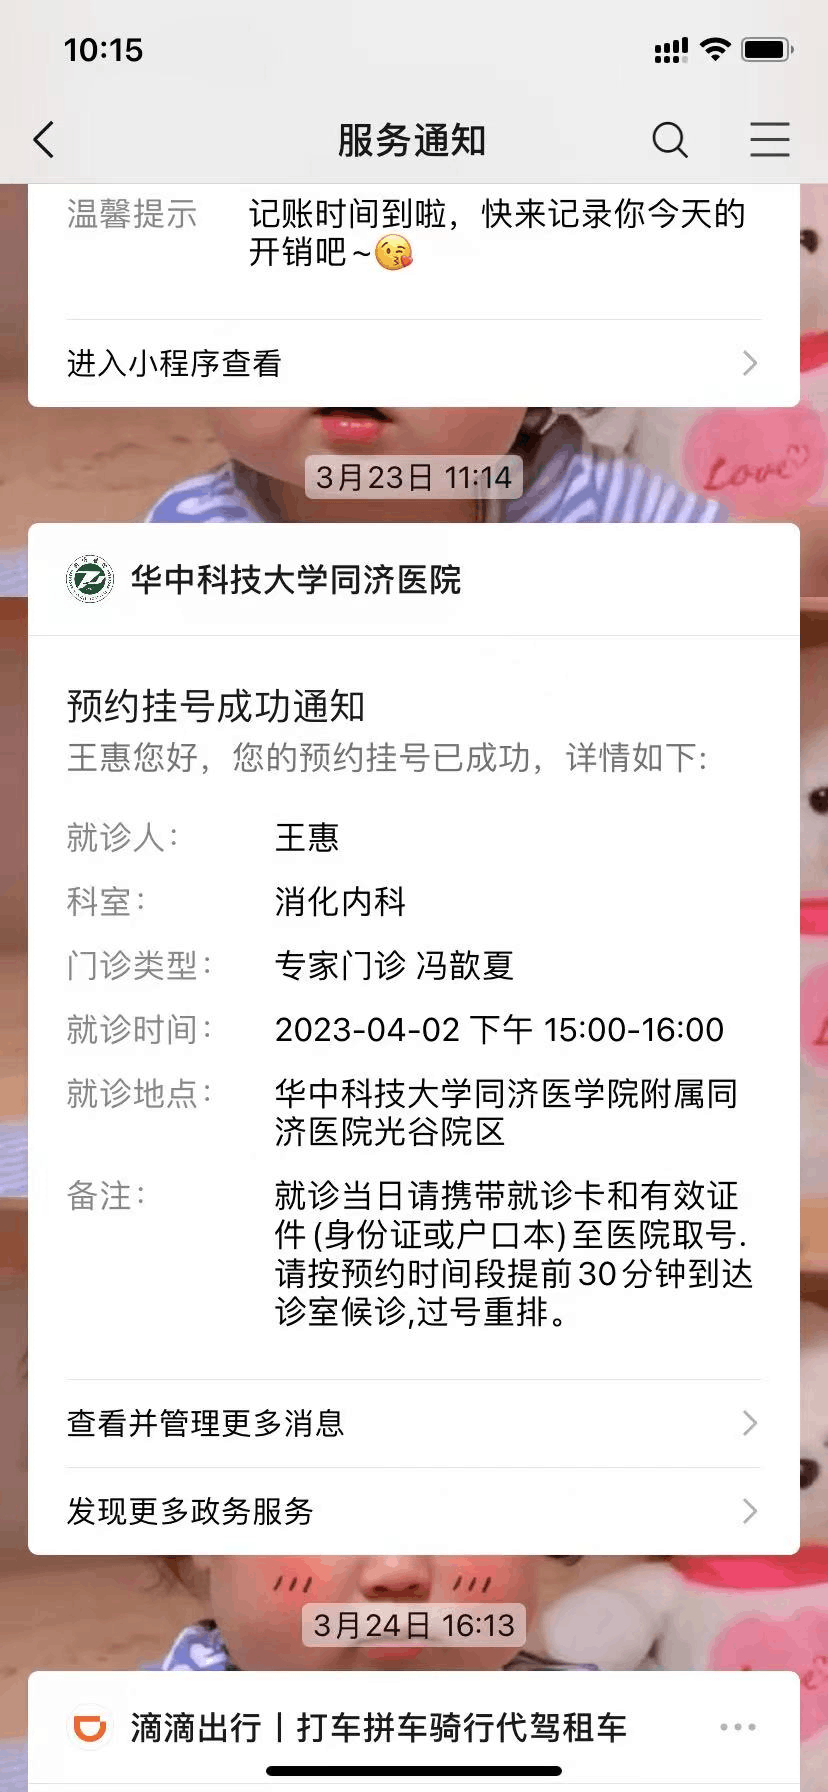 10:15
服务通知
温馨提示 记账时间到啦，快来记录你今天的
开销吧~😘
进入小程序查看
Love
3月23日 11:14
华中科技大学同济医院
预约挂号成功通知
王惠您好，您的预约挂号已成功，详情如下:
就诊人： 王惠
科室： 消化内科
门诊类型： 专家门诊 冯歆夏
就诊时间： 2023-04-02 下午 15:00-16:00
就诊地点： 华中科技大学同济医学院附属同
济医院光谷院区
备注： 就诊当日请携带就诊卡和有效证
件(身份证或户口本)至医院取号.
请按预约时间段提前30分钟到达
诊室候诊,过号重排。
查看并管理更多消息
发现更多政务服务
3月24日 16:13
滴滴出行丨打车拼车骑行代驾租车